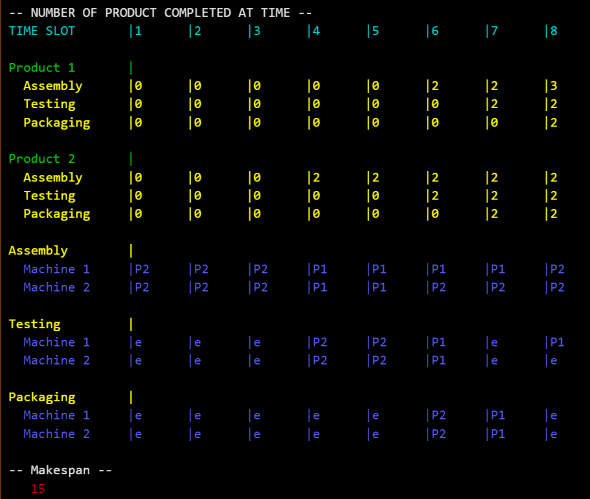 -- NUMBER OF PRODUCT COMPLETED AT TIME --
TIME SLOT |1 |2 |3 |4 |5 |6 |7 |8
Product 1 |
Assembly |0 |0 |0 |0 |0 |2 |2 |3
Testing |0 |0 |0 |0 |0 |0 |2 |2
Packaging |0 |0 |0 |0 |0 |0 |0 |2
Product 2 |
Assembly |0 |0 |0 |2 |2 |2 |2 |2
Testing |0 |0 |0 |0 |0 |2 |2 |2
Packaging |0 |0 |0 |0 |0 |0 |2 |2
Assembly |
Machine 1 |P2 |P2 |P2 |P1 |P1 |P1 |P1 |P2
Machine 2 |P2 |P2 |P2 |P1 |P1 |P2 |P2 |P2
Testing |
Machine 1 |e |e |e |P2 |P2 |P1 |e |P1
Machine 2 |e |e |e |P2 |P2 |P1 |e |e
Packaging |
Machine 1 |e |e |e |e |e |P2 |P1 |e
Machine 2 |e |e |e |e |e |P2 |P1 |e
-- Makespan --
15